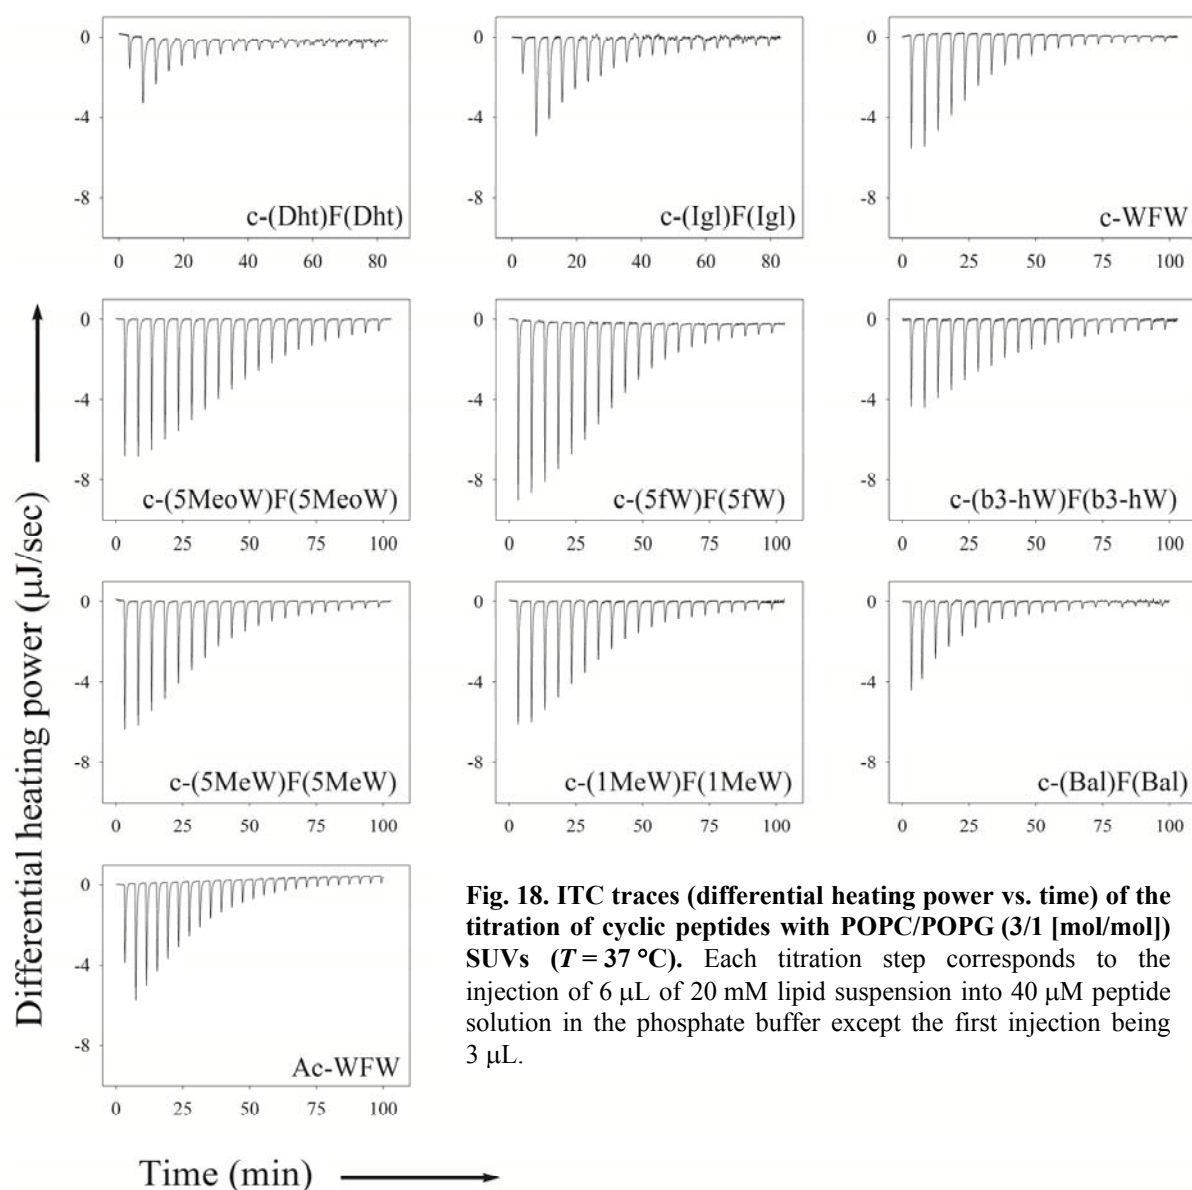 0
-4
-8
c-(Dht)F(Dht)
0 20 40 60 80
0
-4
-8
c-(Igl)F(Igl)
0 20 40 60 80
0
-4
-8
c-WFW
0 25 50 75 100
0
-4
-8
c-(5MeoW)F(5MeoW)
0 25 50 75 100
0
-4
-8
c-(5fW)F(5fW)
0 25 50 75 100
0
-4
-8
c-(b3-hW)F(b3-hW)
0 25 50 75 100
0
-4
-8
c-(5MeW)F(5MeW)
0 25 50 75 100
0
-4
-8
c-(1MeW)F(1MeW)
0 25 50 75 100
0
-4
-8
c-(Bal)F(Bal)
0 25 50 75 100
0
-4
-8
Ac-WFW
0 25 50 75 100
Differential heating power (µJ/sec)
Time (min)
Fig. 18. ITC traces (differential heating power vs. time) of the
titration of cyclic peptides with POPC/POPG (3/1 [mol/mol])
SUVs (T = 37 °C). Each titration step corresponds to the
injection of 6 µL of 20 mM lipid suspension into 40 µM peptide
solution in the phosphate buffer except the first injection being
3 µL.